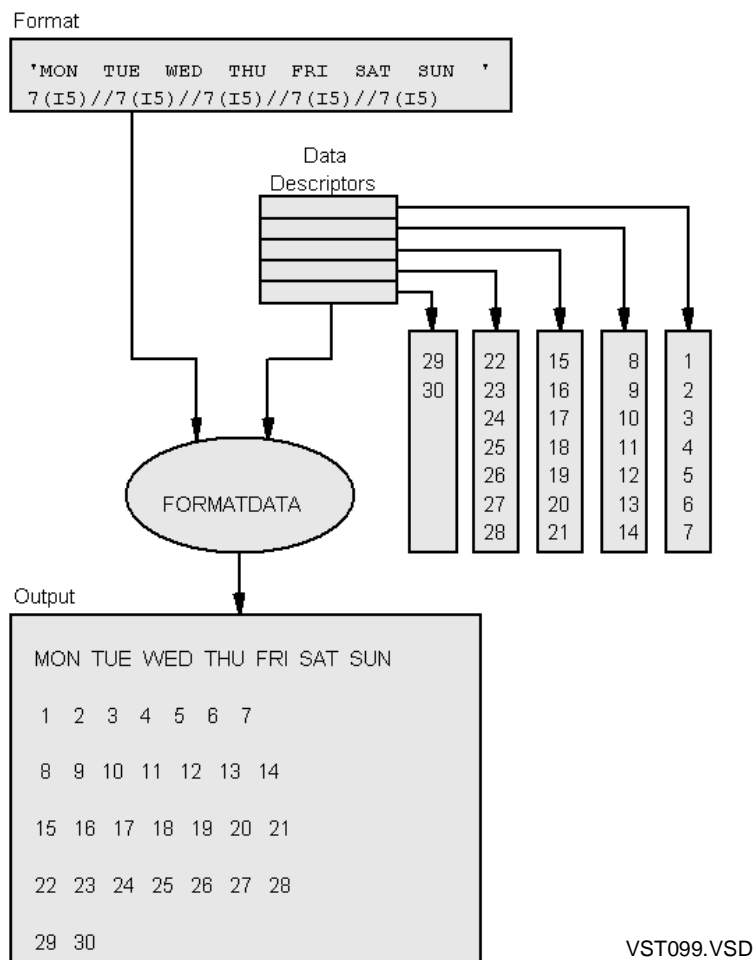 Format
'MON TUE WED THU FRI SAT SUN '
7(I5)//7(I5)//7(I5)//7(I5)//7(I5)
Data
Descriptors
29 22 15 8 1
30 23 16 9 2
24 17 10 3
25 18 11 4
26 19 12 5
27 20 13 6
28 21 14 7
FORMATDATA
Output
MON TUE WED THU FRI SAT SUN
1 2 3 4 5 6 7
8 9 10 11 12 13 14
15 16 17 18 19 20 21
22 23 24 25 26 27 28
29 30
VST099.VSD